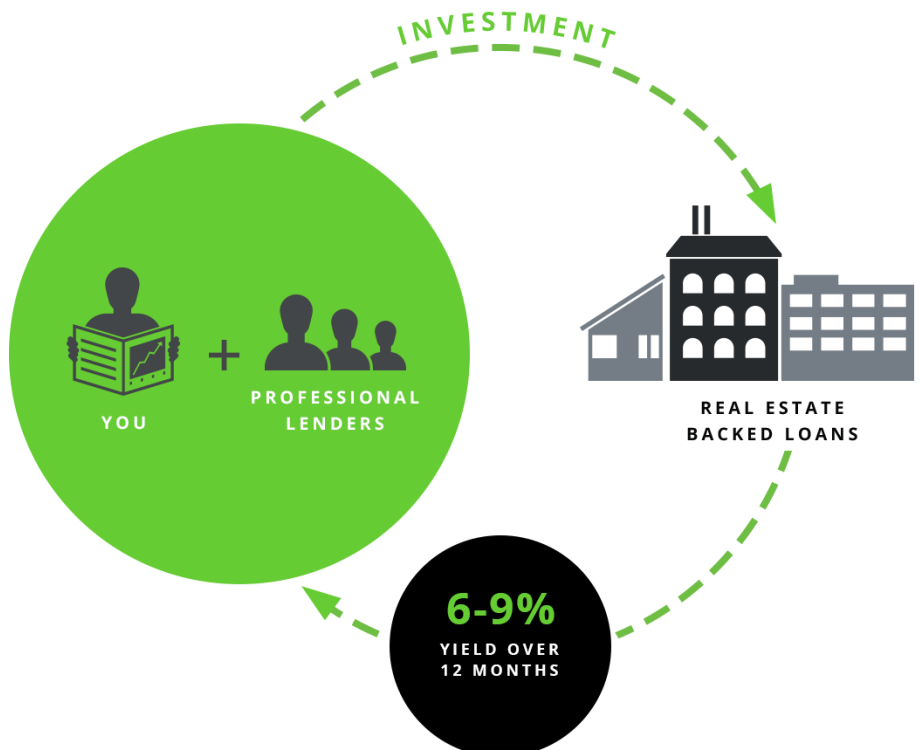 INVESTMENT
YOU
+
PROFESSIONAL
LENDERS
REAL ESTATE
BACKED LOANS
6-9%
YIELD OVER
12 MONTHS